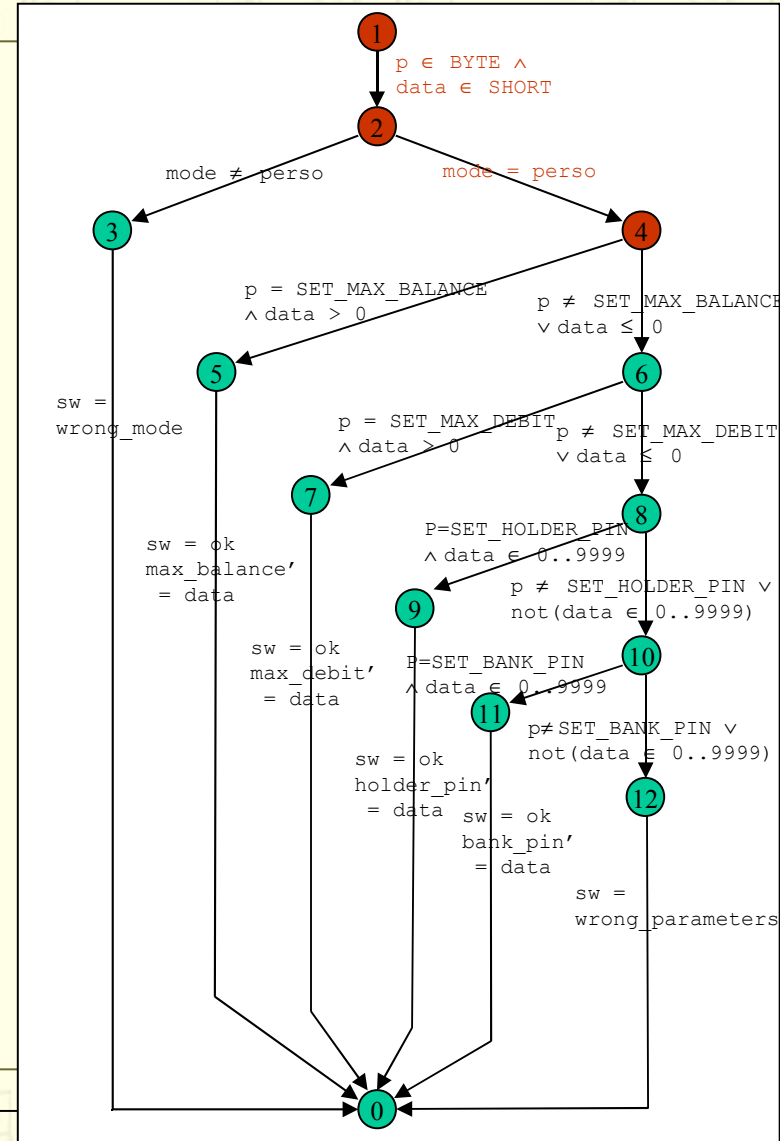 1
p ∈ BYTE ∧
data ∈ SHORT
2
mode ≠ perso
mode = perso
3
4
p = SET_MAX_BALANCE
∧ data > 0
p ≠ SET_MAX_BALANCE
∨ data ≤ 0
5
6
sw =
wrong_mode
p = SET_MAX_DEBIT
∧ data > 0
p ≠ SET_MAX_DEBIT
∨ data ≤ 0
7
8
sw = ok
max_balance’
= data
P=SET_HOLDER_PIN
∧ data ∈ 0..9999
p ≠ SET_HOLDER_PIN ∨
not(data ∈ 0..9999)
9
10
sw = ok
max_debit’
= data
P=SET_BANK_PIN
∧ data ∈ 0..9999
11
p≠ SET_BANK_PIN ∨
not(data ∈ 0..9999)
12
sw = ok
holder_pin’
= data
sw = ok
bank_pin’
= data
sw =
wrong_parameters
0